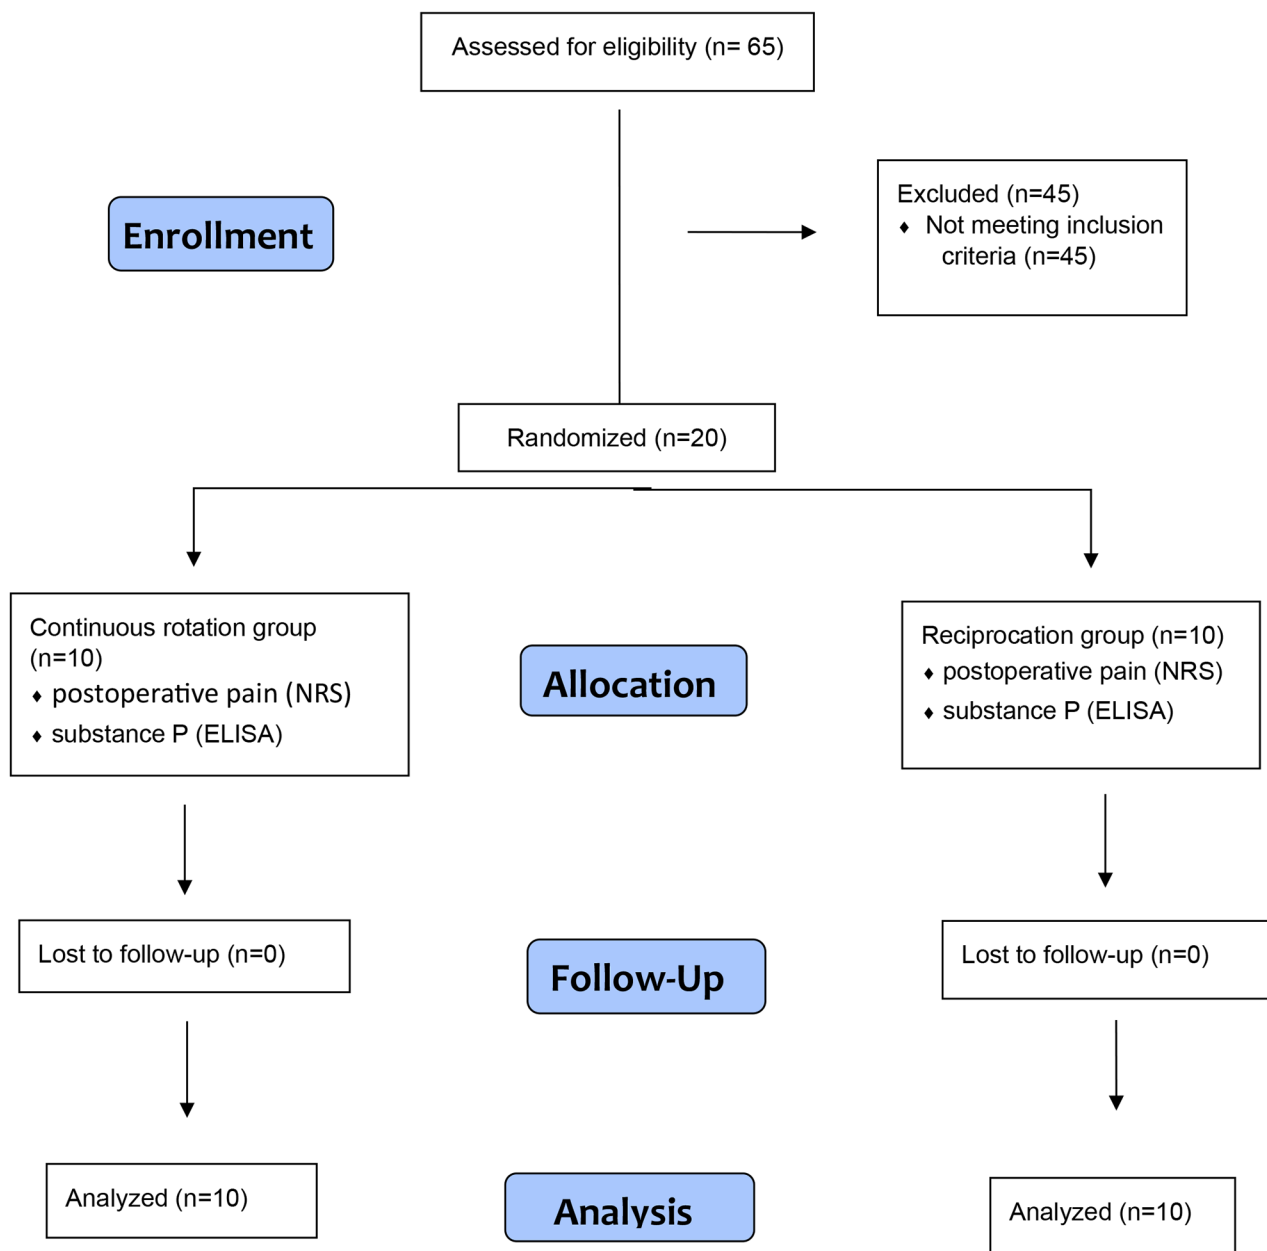 Assessed for eligibility (n= 65)
Enrollment
Excluded (n=45)
♦ Not meeting inclusion
criteria (n=45)
Randomized (n=20)
Continuous rotation group
(n=10)
♦ postoperative pain (NRS)
♦ substance P (ELISA)
Allocation
Reciprocation group (n=10)
♦ postoperative pain (NRS)
♦ substance P (ELISA)
Lost to follow-up (n=0)
Follow-Up
Lost to follow-up (n=0)
Analyzed (n=10)
Analysis
Analyzed (n=10)